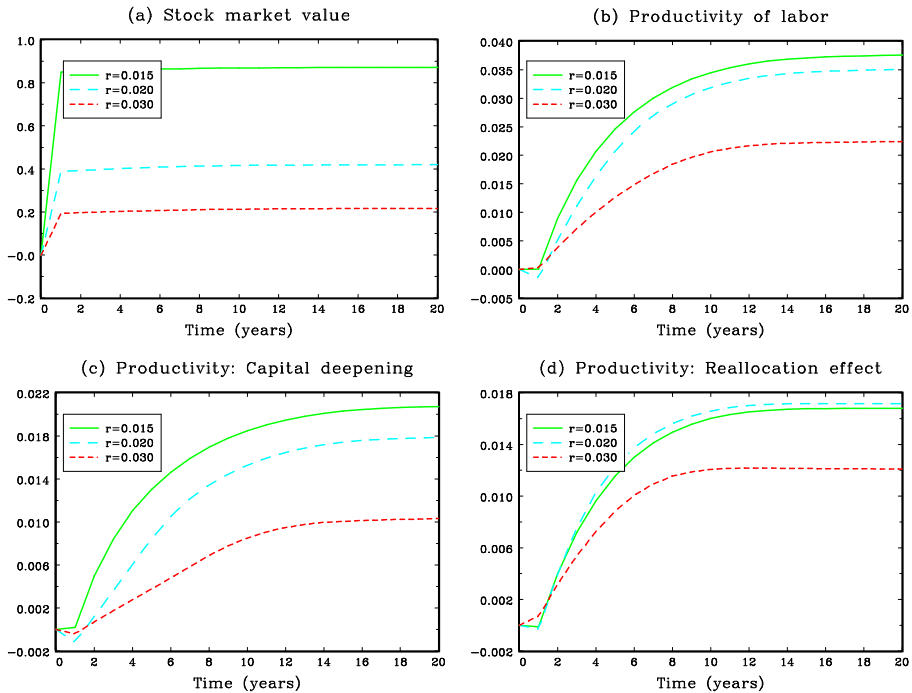 (a) Stock market value
1.0
0.8
0.6
0.4
0.2
-0.0
-0.2
r=0.015
r=0.020
r=0.030
0 2 4 6 8 10 12 14 16 18 20
Time (years)
(b) Productivity of labor
0.040
0.035
0.030
0.025
0.020
0.015
0.010
0.005
0.000
-0.005
r=0.015
r=0.020
r=0.030
0 2 4 6 8 10 12 14 16 18 20
Time (years)
(c) Productivity: Capital deepening
0.022
0.018
0.014
0.010
0.006
0.002
-0.002
r=0.015
r=0.020
r=0.030
0 2 4 6 8 10 12 14 16 18 20
Time (years)
(d) Productivity: Reallocation effect
0.018
0.014
0.010
0.006
0.002
-0.002
r=0.015
r=0.020
r=0.030
0 2 4 6 8 10 12 14 16 18 20
Time (years)